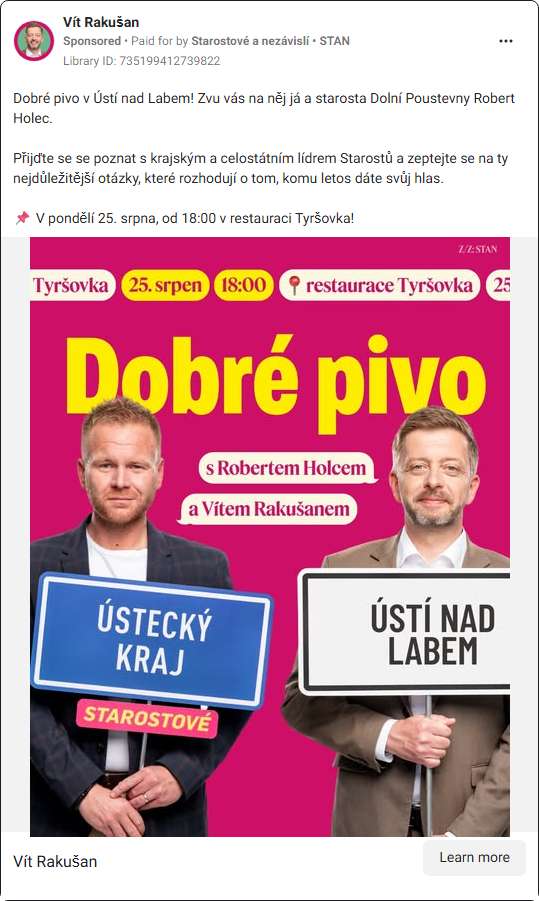 Vít Rakušan
Sponsored • Paid for by Starostové a nezávislí • STAN
Library ID: 735199412739822
Dobré pivo v Ústí nad Labem! Zvu vás na něj já a starosta Dolní Poustevny Robert
Holec.
Přijďte se se poznat s krajským a celostátním lídrem Starostů a zeptejte se na ty
nejdůležitější otázky, které rozhodují o tom, komu letos dáte svůj hlas.
📌 V pondělí 25. srpna, od 18:00 v restauraci Tyršovka!
Z/Z: STAN
Tyršovka 25. srpen 18:00 📍 restaurace Tyršovka 25
Dobré pivo
s Robertem Holcem
a Vítem Rakušanem
ÚSTECKÝ
KRAJ
STAROSTOVÉ
ÚSTÍ NAD
LABEM
Vít Rakušan
Learn more